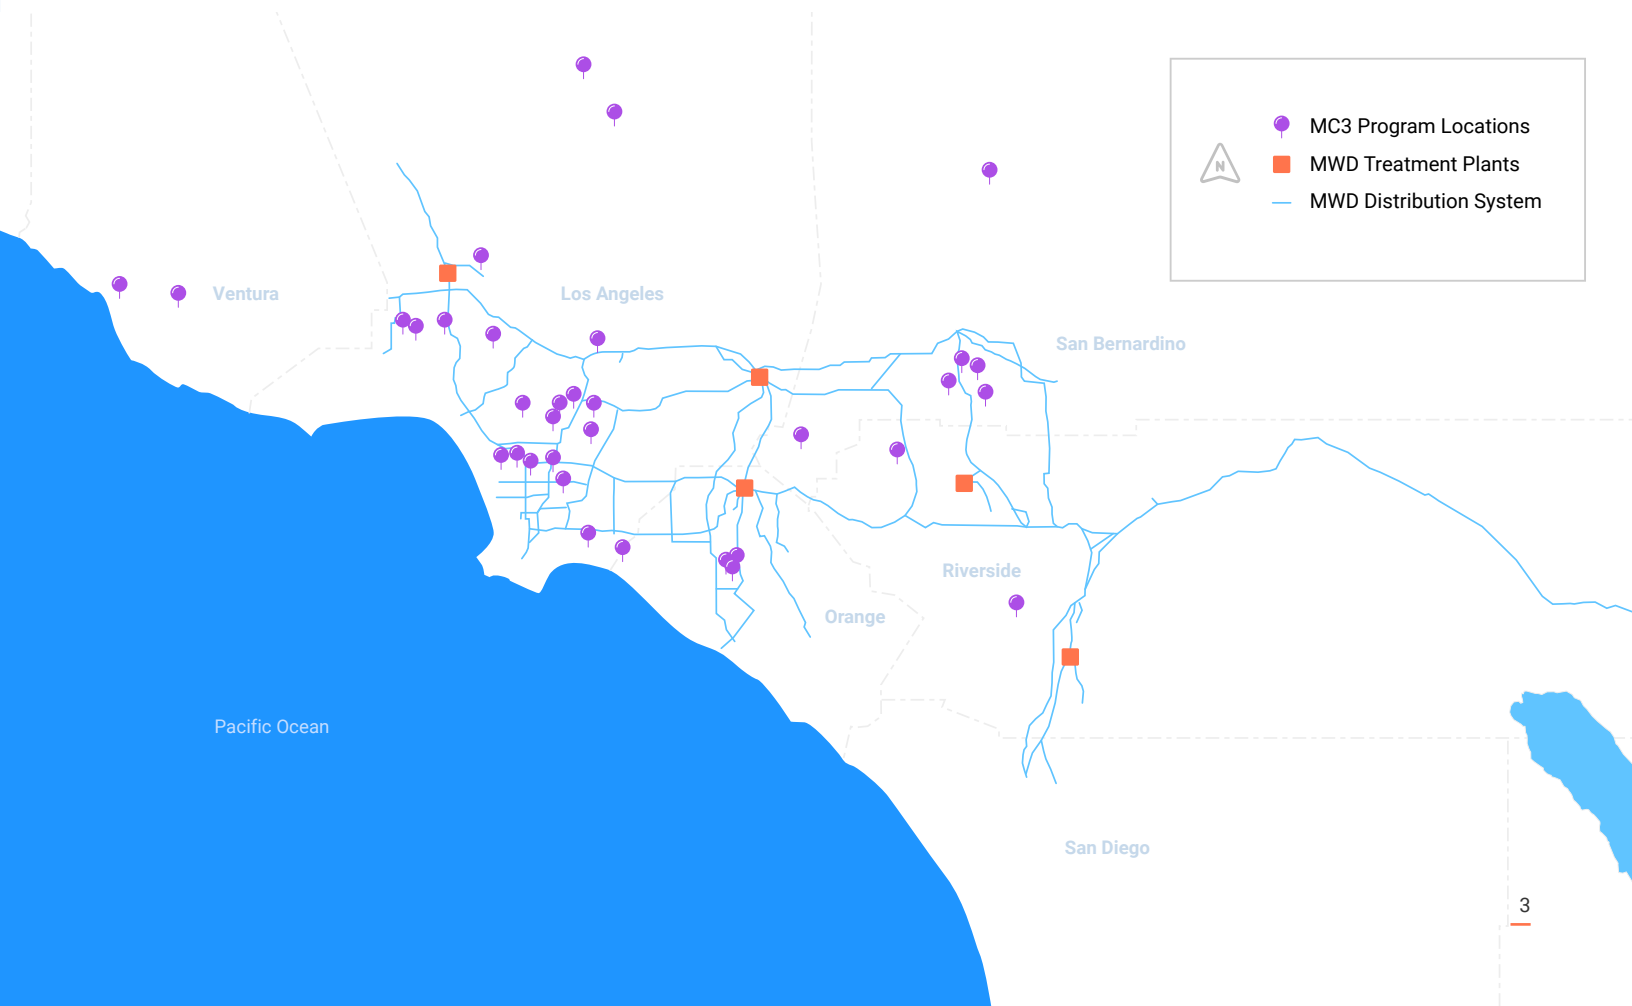 MC3 Program Locations
N
MWD Treatment Plants
MWD Distribution System
Ventura
Los Angeles
San Bernardino
Riverside
Orange
Pacific Ocean
San Diego
3